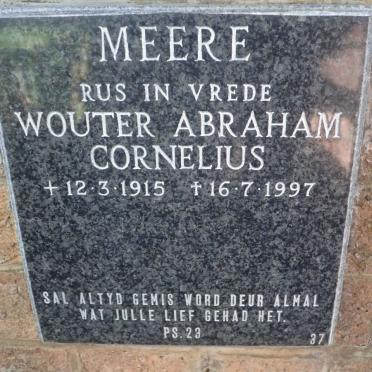 MEERE
RUS IN VREDE
WOUTER ABRAHAM
CORNELIUS
+ 12·3·1915 † 16·7·1997
SAL ALTYD GEMIS WORD DEUR ALMAL
WAT JULLE LIEF GEHAD HET.
PS.23
37